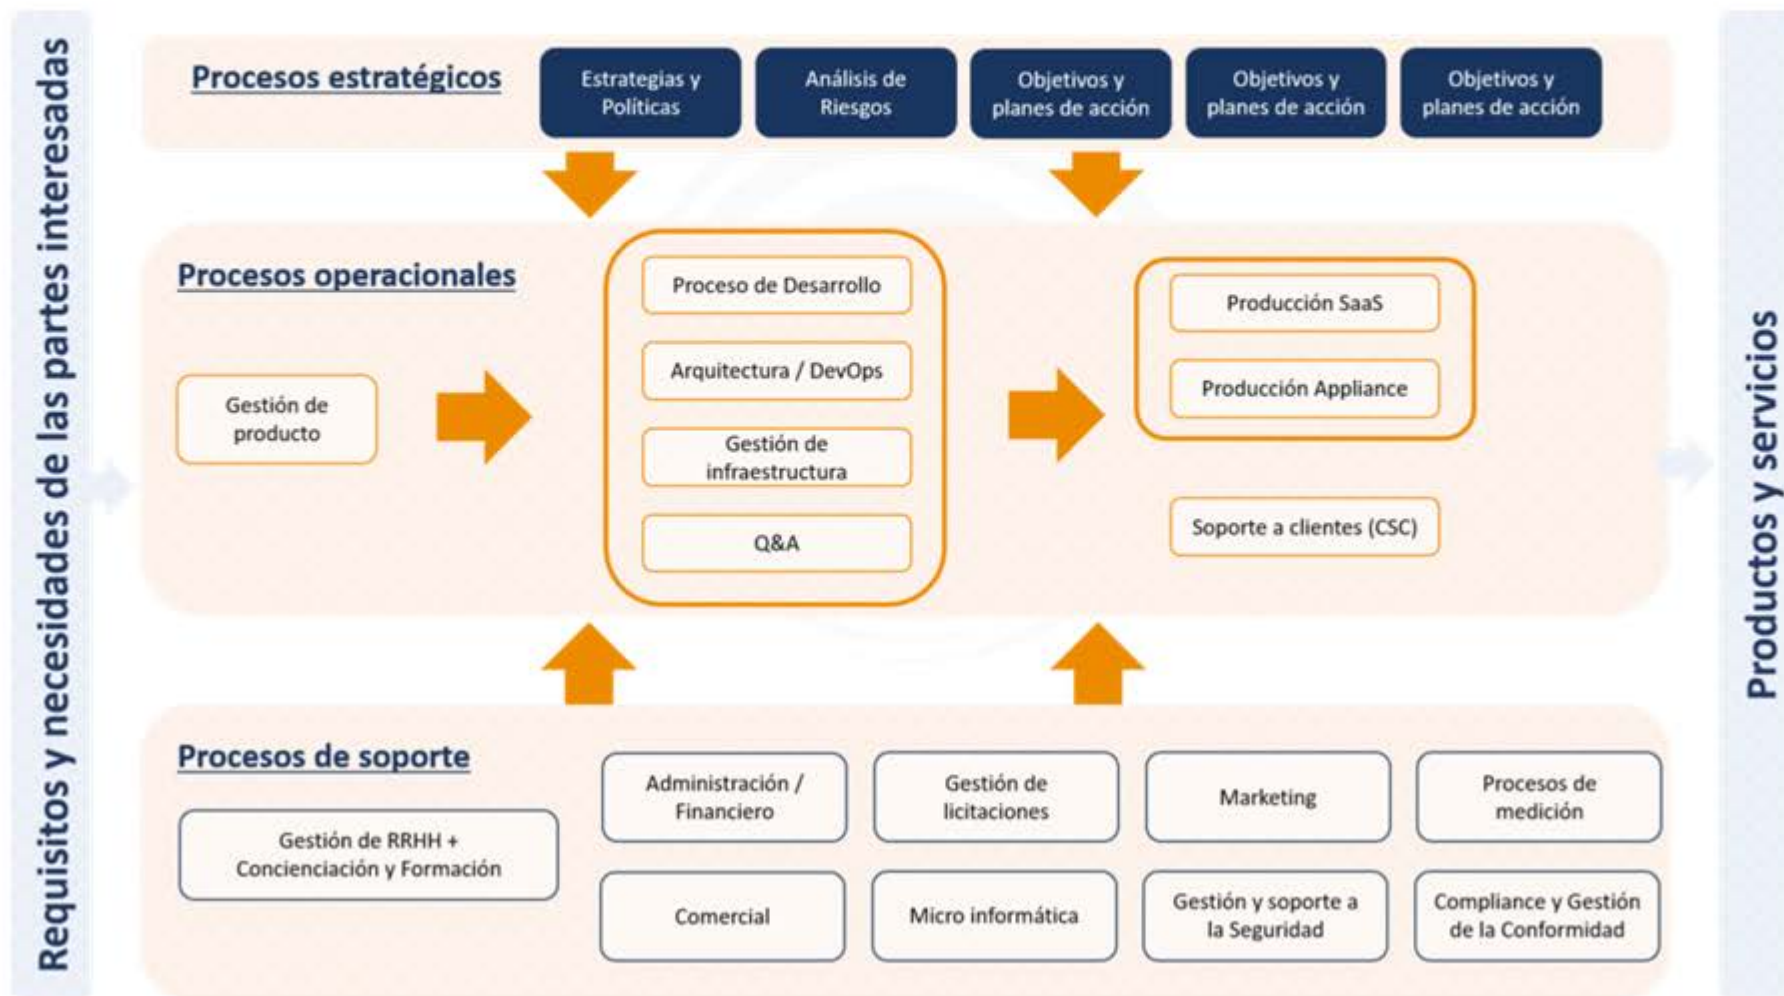 Requisitos y necesidades de las partes interesadas
Procesos estratégicos
Estrategias y
Políticas
Análisis de
Riesgos
Objetivos y
planes de acción
Objetivos y
planes de acción
Objetivos y
planes de acción
Procesos operacionales
Gestión de
producto
Proceso de Desarrollo
Arquitectura / DevOps
Gestión de
infraestructura
Q&A
Producción SaaS
Producción Appliance
Soporte a clientes (CSC)
Procesos de soporte
Gestión de RRHH +
Concienciación y Formación
Administración /
Financiero
Gestión de
licitaciones
Marketing
Procesos de
medición
Comercial
Micro informática
Gestión y soporte a
la Seguridad
Compliance y Gestión
de la Conformidad
Productos y servicios